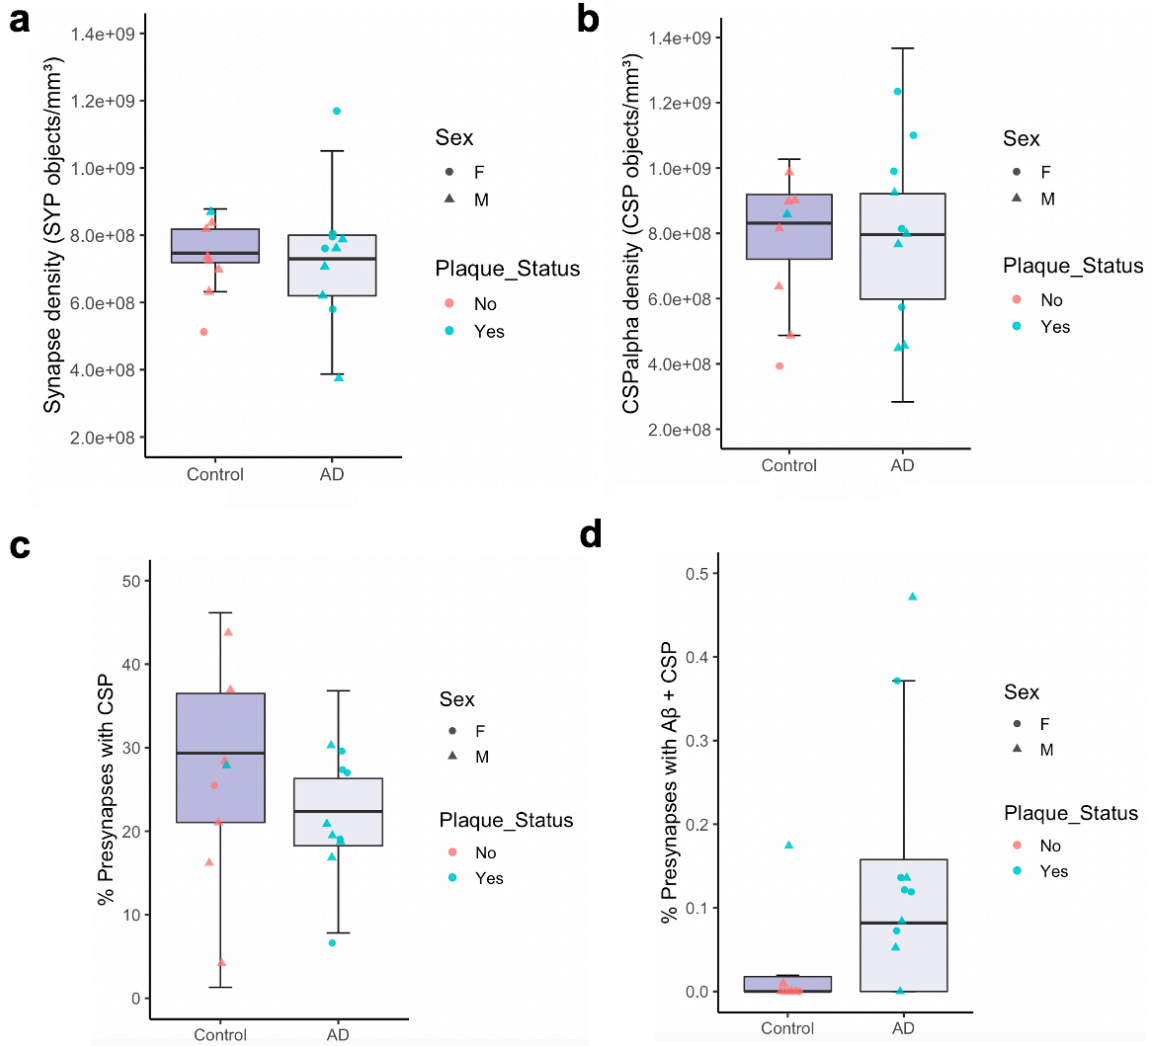 a
Synapse density (SYP objects/mm³)
1.4e+09
1.2e+09
1.0e+09
8.0e+08
6.0e+08
4.0e+08
2.0e+08
Control
AD
Sex
F
M
Plaque_Status
No
Yes
b
CSPalpha density (CSP objects/mm³)
1.4e+09
1.2e+09
1.0e+09
8.0e+08
6.0e+08
4.0e+08
2.0e+08
Control
AD
Sex
F
M
Plaque_Status
No
Yes
c
% Presynapses with CSP
50
40
30
20
10
0
Control
AD
Sex
F
M
Plaque_Status
No
Yes
d
% Presynapses with Aβ + CSP
0.5
0.4
0.3
0.2
0.1
0.0
Control
AD
Sex
F
M
Plaque_Status
No
Yes